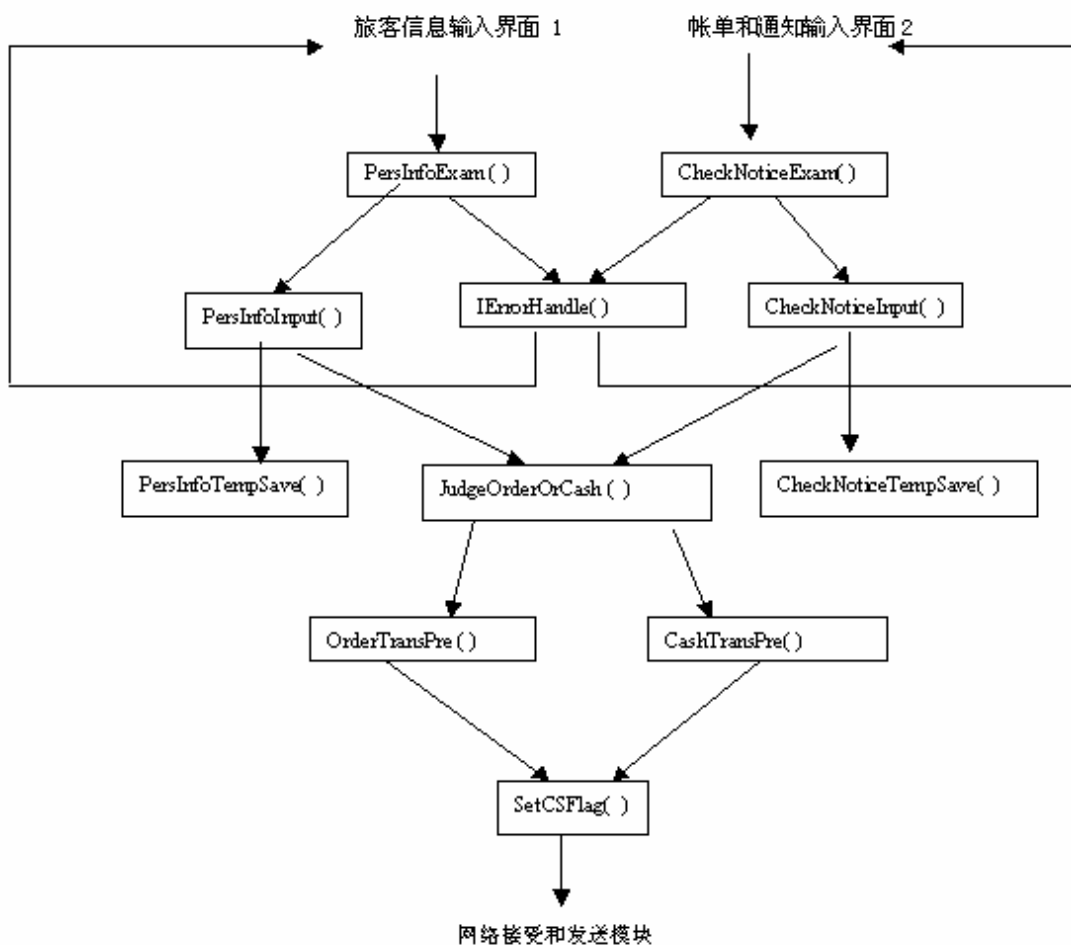 旅客信息输入界面 1
帐单和通知输入界面2
PersInfoExam( )
CheckNoticeExam()
PersInfoInput( )
IErrorHandle( )
CheckNoticeInput( )
PersInfoTempSave( )
JudgeOrderOrCash( )
CheckNoticeTempSave( )
OrderTransPre( )
CashTransPre( )
SetCSFlag( )
网络接受和发送模块